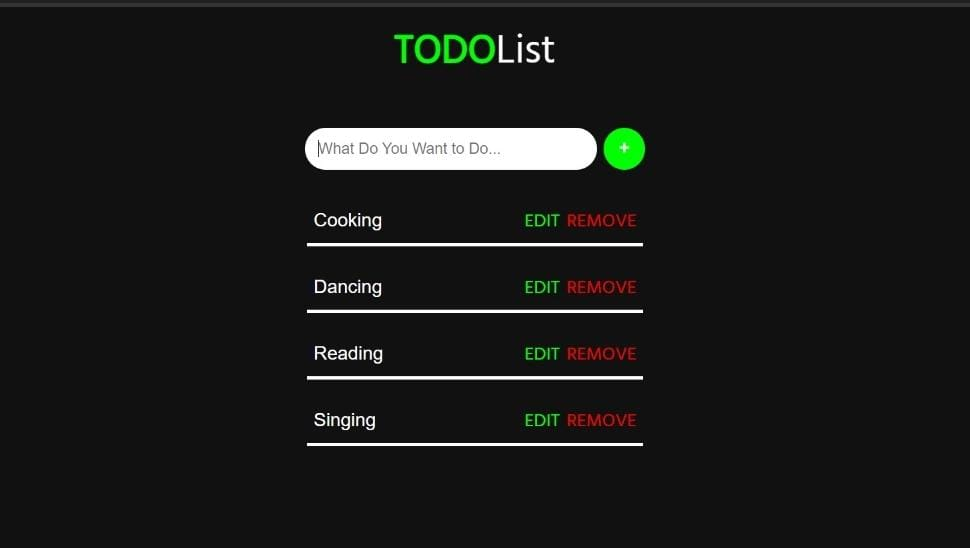 TODOList
What Do You Want to Do... +
Cooking EDIT REMOVE
Dancing EDIT REMOVE
Reading EDIT REMOVE
Singing EDIT REMOVE